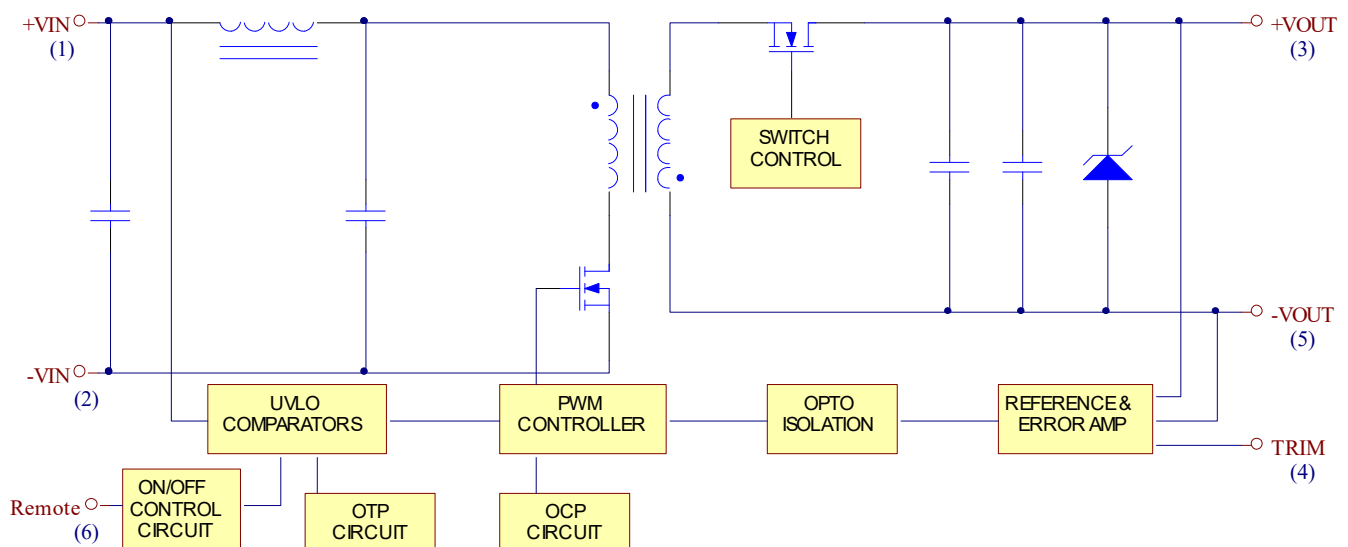 +VIN
(1)
+VOUT
(3)
SWITCH
CONTROL
-VOUT
(5)
-VIN
(2)
UVLO
COMPARATORS
PWM
CONTROLLER
OPTO
ISOLATION
REFERENCE &
ERROR AMP
TRIM
(4)
Remote
(6)
ON/OFF
CONTROL
CIRCUIT
OTP
CIRCUIT
OCP
CIRCUIT